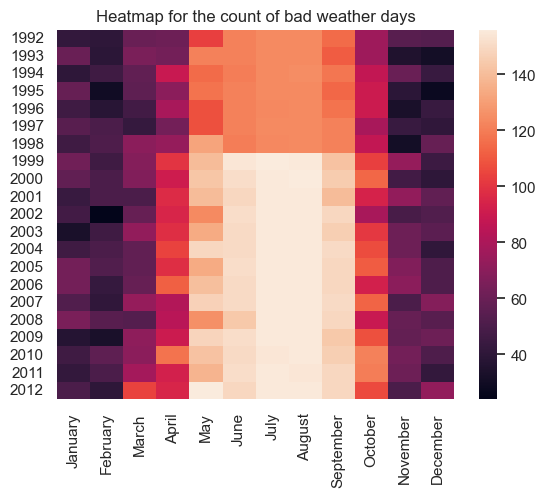 Heatmap for the count of bad weather days
1992
1993
1994
1995
1996
1997
1998
1999
2000
2001
2002
2003
2004
2005
2006
2007
2008
2009
2010
2011
2012
January
February
March
April
May
June
July
August
September
October
November
December
140
120
100
80
60
40